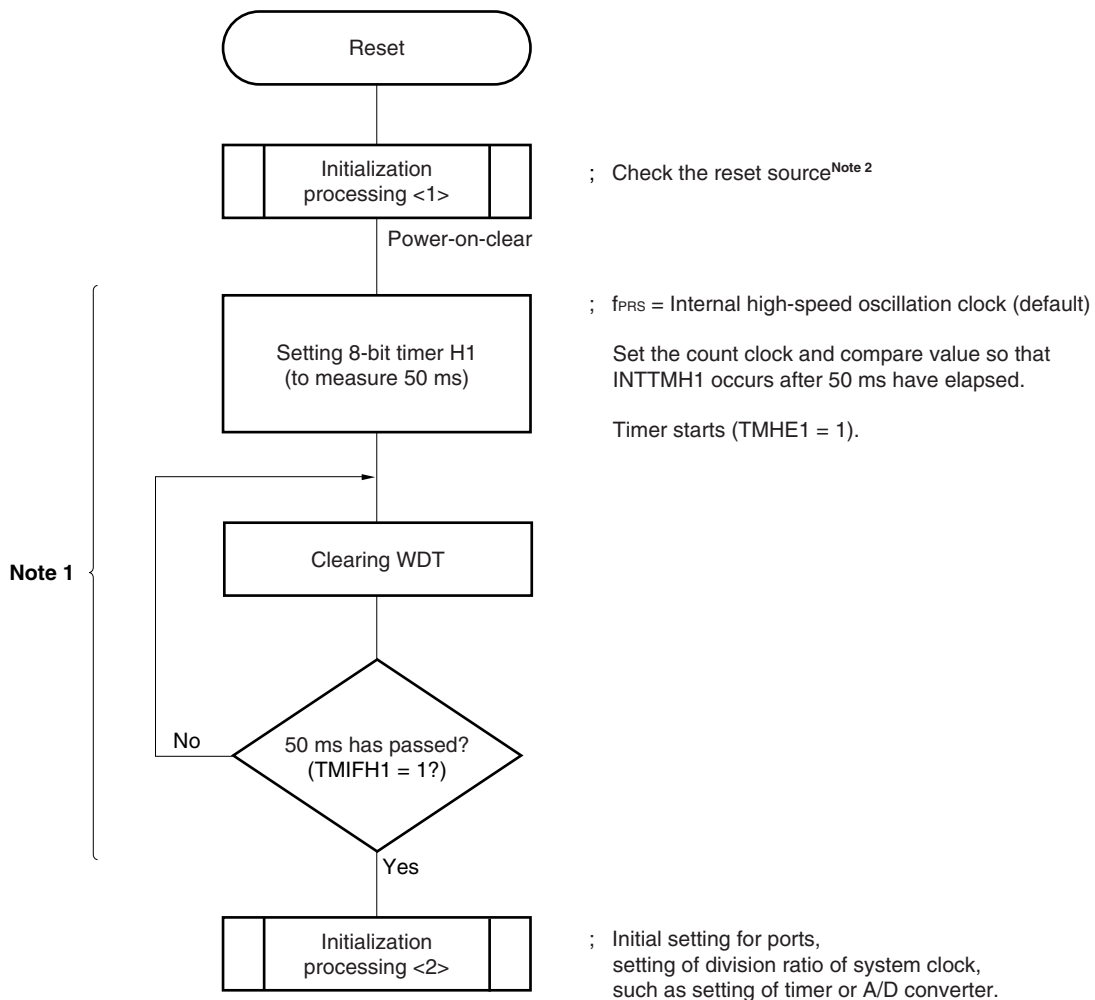 Reset
Initialization
processing <1>
; Check the reset sourceNote 2
Power-on-clear
Setting 8-bit timer H1
(to measure 50 ms)
; fPRS = Internal high-speed oscillation clock (default)
Set the count clock and compare value so that
INTTMH1 occurs after 50 ms have elapsed.
Timer starts (TMHE1 = 1).
Note 1
Clearing WDT
No
50 ms has passed?
(TMIFH1 = 1?)
Yes
Initialization
processing <2>
; Initial setting for ports,
setting of division ratio of system clock,
such as setting of timer or A/D converter.